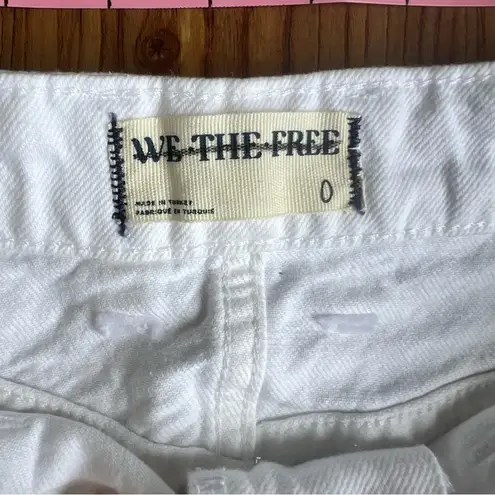 WE THE FREE
0
MADE IN TURKEY
FABRIQUÉ EN TURQUIE